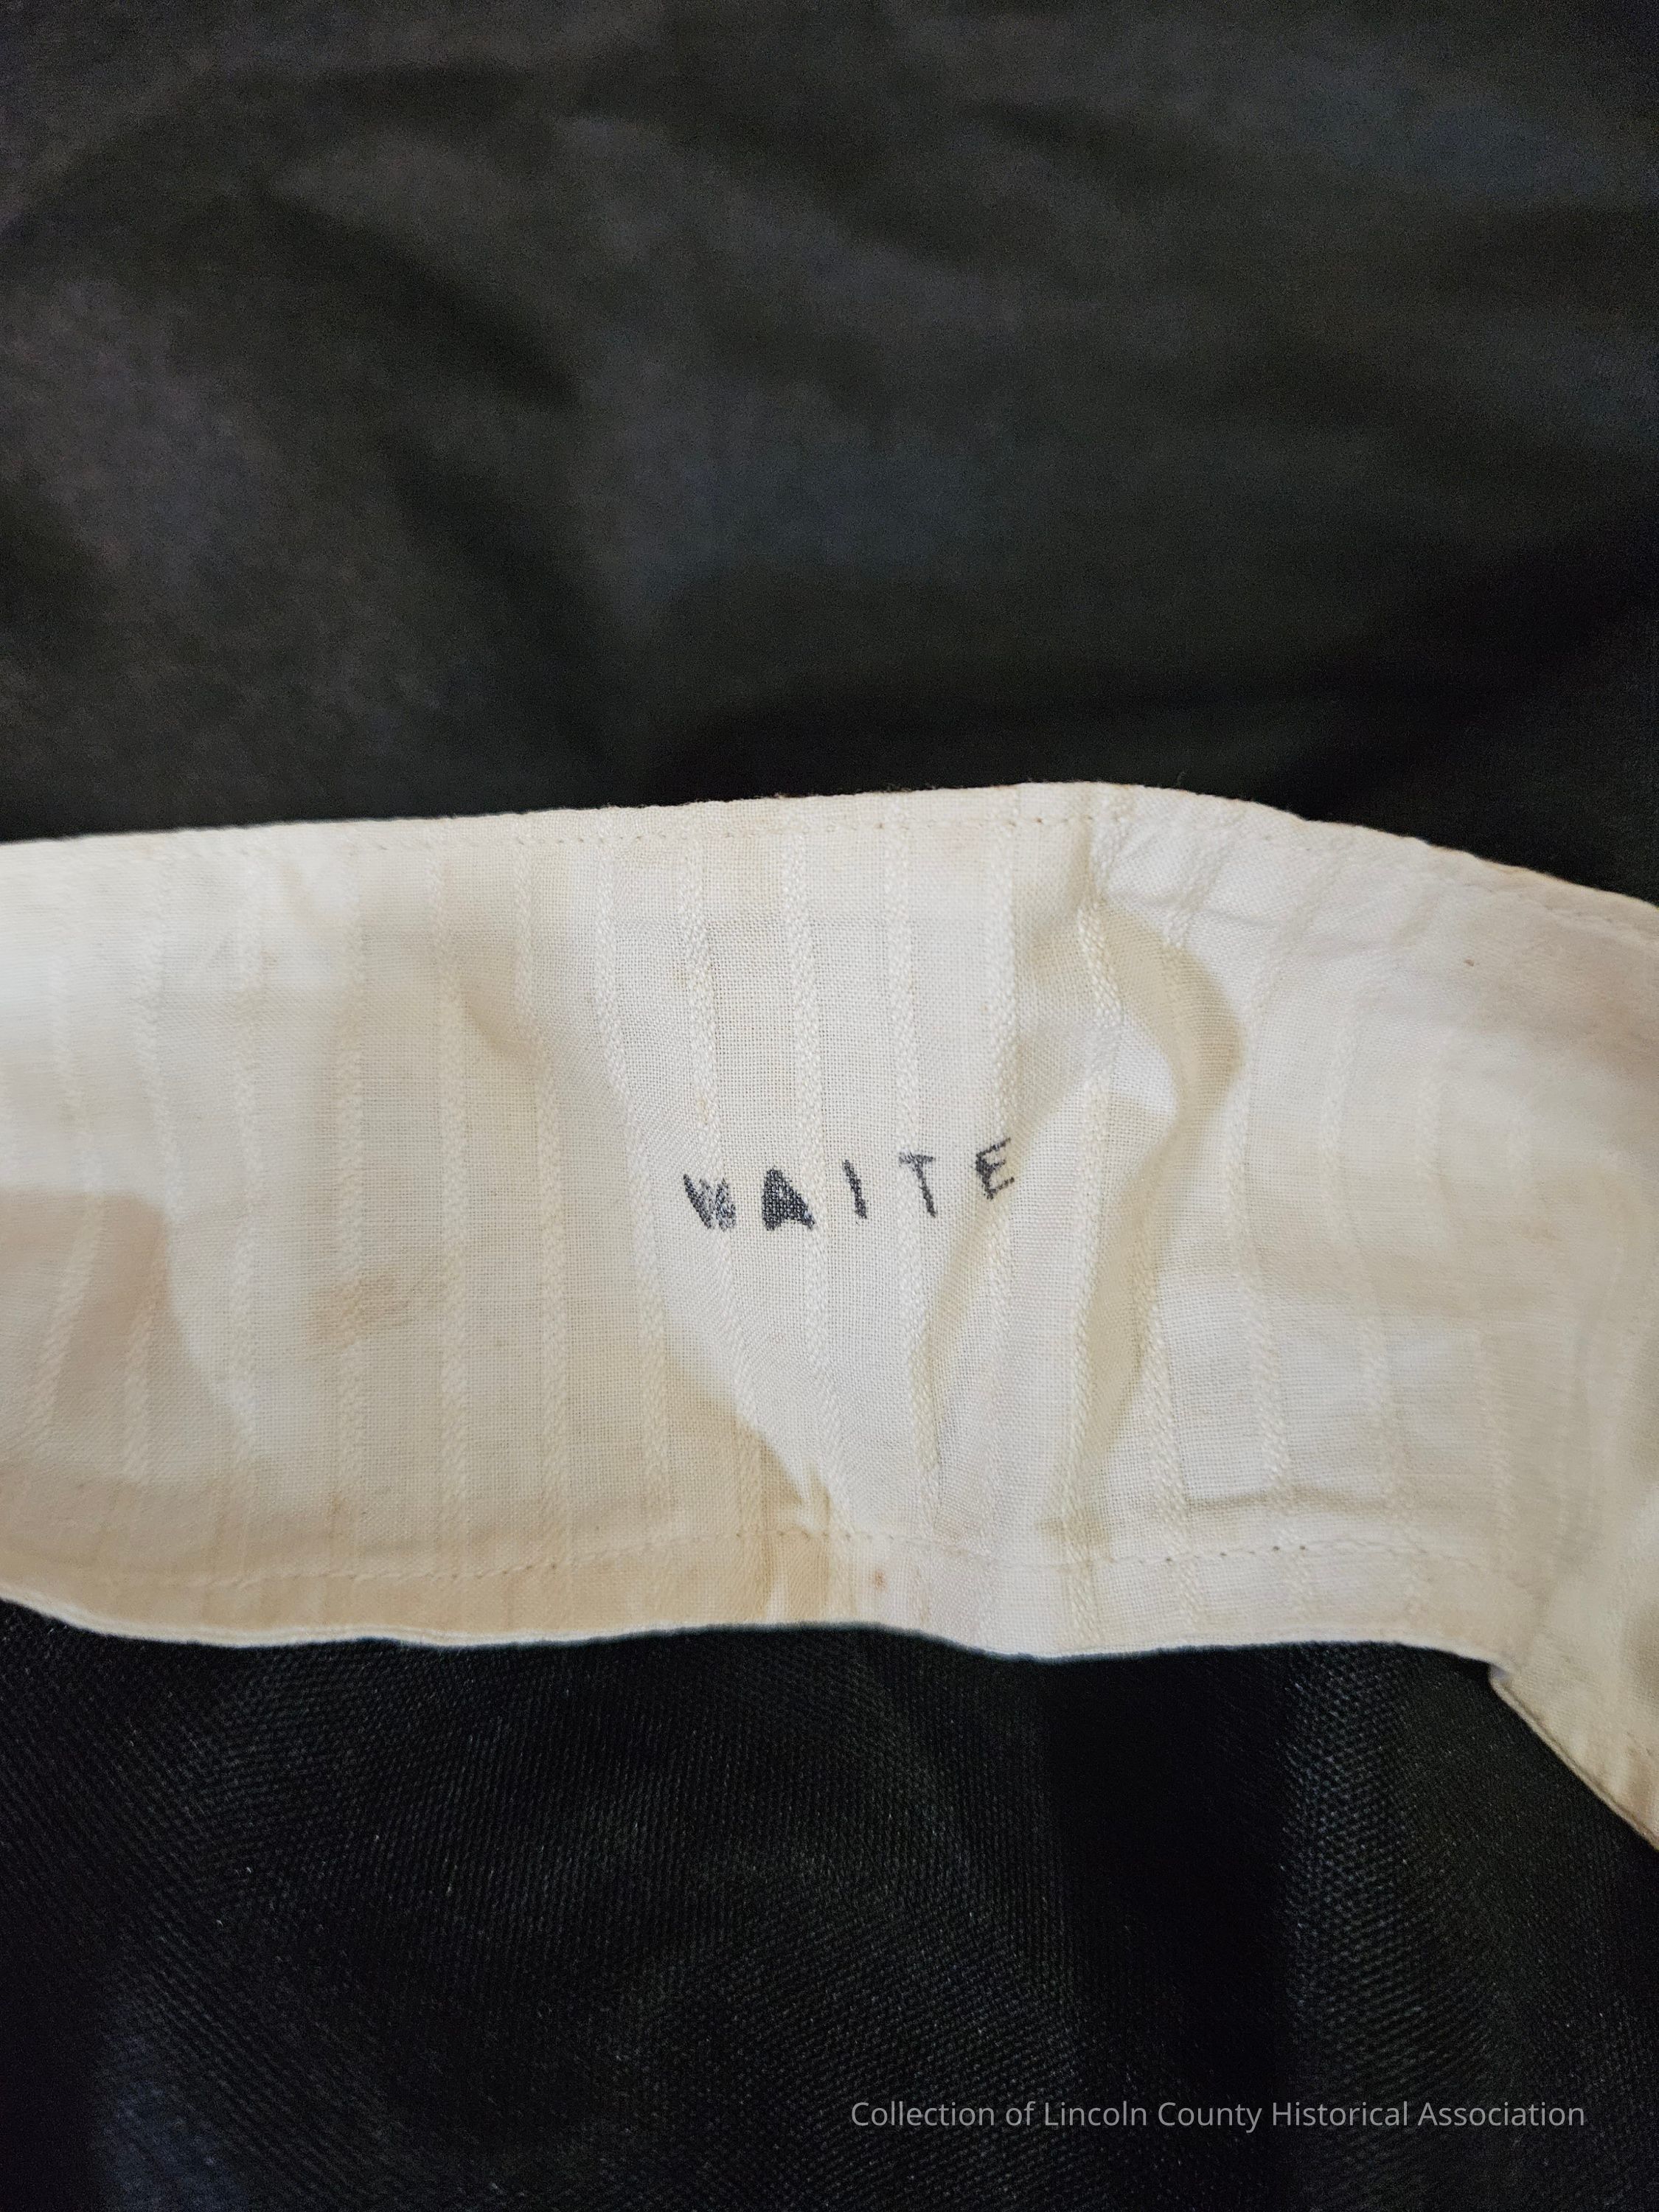 WAITE
Collection of Lincoln County Historical Association